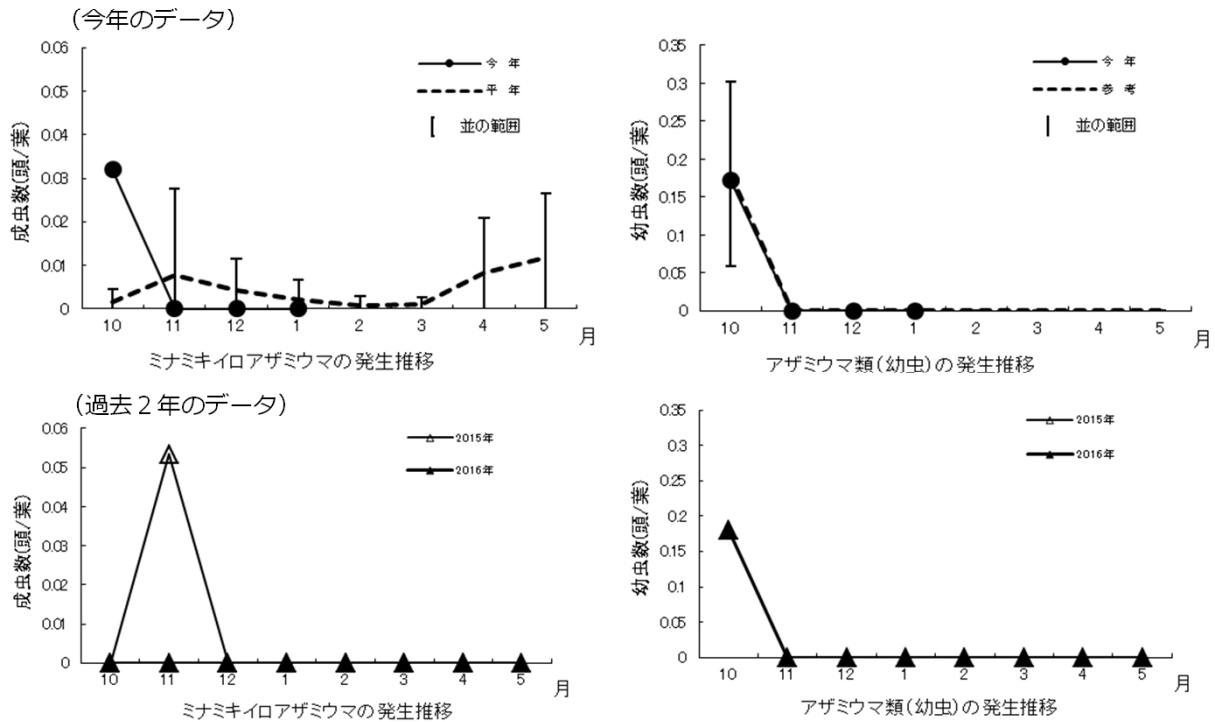 （今年のデータ）
0.06
0.05
0.04
0.03
0.02
0.01
0
成虫数(頭/葉)
今　年
平　年
並の範囲
10 11 12 1 2 3 4 5
月
ミナミキイロアザミウマの発生推移
0.35
0.3
0.25
0.2
0.15
0.1
0.05
0
幼虫数(頭/葉)
今　年
参　考
並の範囲
10 11 12 1 2 3 4 5
月
アザミウマ類(幼虫)の発生推移
（過去２年のデータ）
0.06
0.05
0.04
0.03
0.02
0.01
0
成虫数(頭/葉)
2015年
2016年
10 11 12 1 2 3 4 5
月
ミナミキイロアザミウマの発生推移
0.35
0.3
0.25
0.2
0.15
0.1
0.05
0
幼虫数(頭/葉)
2015年
2016年
10 11 12 1 2 3 4 5
月
アザミウマ類(幼虫)の発生推移